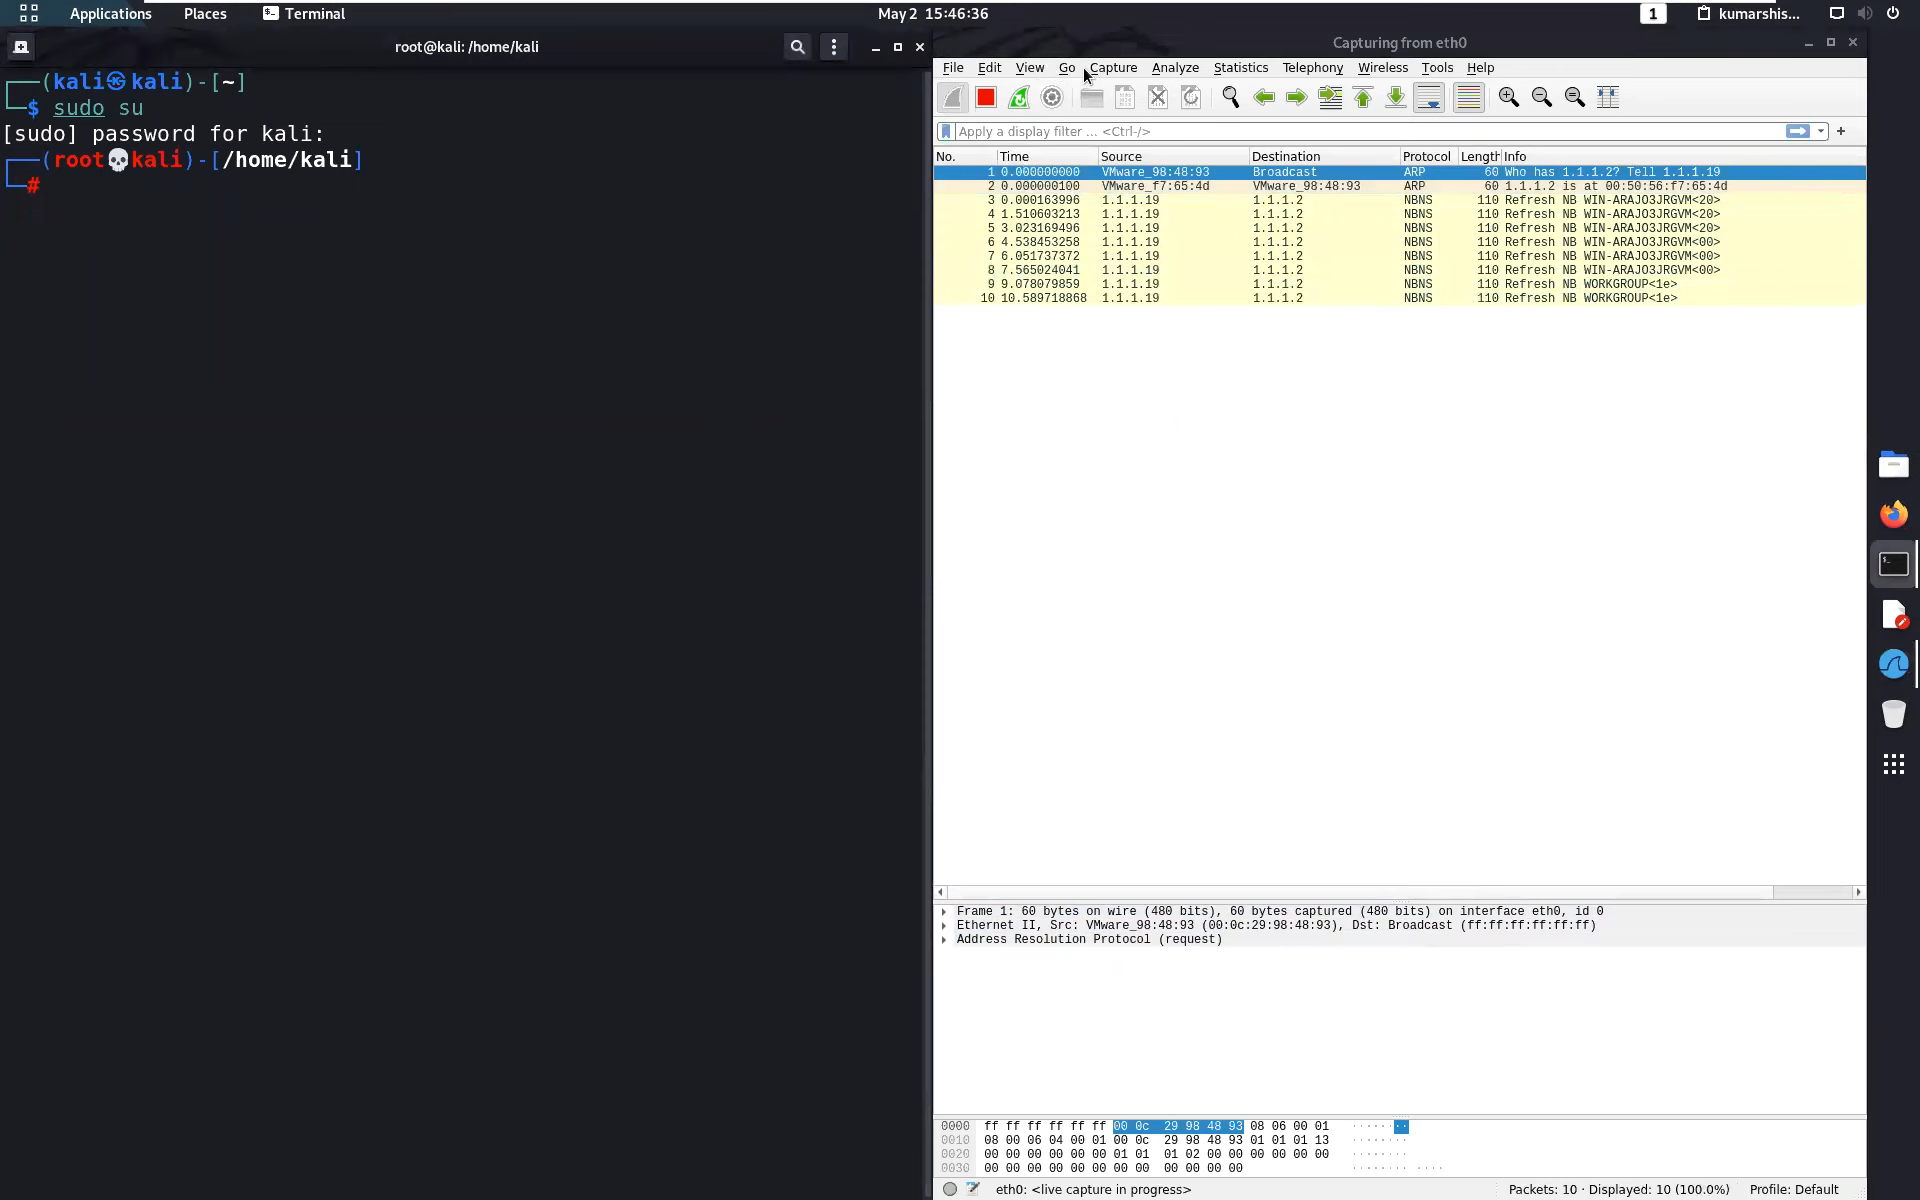 Applications Places Terminal May 2 15:46:36 1 kumarshis...
root@kali: /home/kali
(kali㉿kali)-[~]
$ sudo su
[sudo] password for kali:
(root💀kali)-[/home/kali]
#
Capturing from eth0
File Edit View Go Capture Analyze Statistics Telephony Wireless Tools Help
Apply a display filter ... <Ctrl-/>
No. Time Source Destination Protocol Length Info
1 0.000000000 VMware_98:48:93 Broadcast ARP 60 Who has 1.1.1.2? Tell 1.1.1.19
2 0.000000100 VMware_f7:65:4d VMware_98:48:93 ARP 60 1.1.1.2 is at 00:50:56:f7:65:4d
3 0.000163996 1.1.1.19 1.1.1.2 NBNS 110 Refresh NB WIN-ARAJO3JRGVM<20>
4 1.510603213 1.1.1.19 1.1.1.2 NBNS 110 Refresh NB WIN-ARAJO3JRGVM<20>
5 3.023169496 1.1.1.19 1.1.1.2 NBNS 110 Refresh NB WIN-ARAJO3JRGVM<20>
6 4.538453258 1.1.1.19 1.1.1.2 NBNS 110 Refresh NB WIN-ARAJO3JRGVM<00>
7 6.051737372 1.1.1.19 1.1.1.2 NBNS 110 Refresh NB WIN-ARAJO3JRGVM<00>
8 7.565024041 1.1.1.19 1.1.1.2 NBNS 110 Refresh NB WIN-ARAJO3JRGVM<00>
9 9.078079859 1.1.1.19 1.1.1.2 NBNS 110 Refresh NB WORKGROUP<1e>
10 10.589718868 1.1.1.19 1.1.1.2 NBNS 110 Refresh NB WORKGROUP<1e>
Frame 1: 60 bytes on wire (480 bits), 60 bytes captured (480 bits) on interface eth0, id 0
Ethernet II, Src: VMware_98:48:93 (00:0c:29:98:48:93), Dst: Broadcast (ff:ff:ff:ff:ff:ff)
Address Resolution Protocol (request)
0000 ff ff ff ff ff ff 00 0c 29 98 48 93 08 06 00 01 ········
0010 08 00 06 04 00 01 00 0c 29 98 48 93 01 01 01 13 ········
0020 00 00 00 00 00 00 01 01 01 02 00 00 00 00 00 00 ········
0030 00 00 00 00 00 00 00 00 00 00 00 00 ········ ····
eth0: <live capture in progress> Packets: 10 · Displayed: 10 (100.0%) Profile: Default